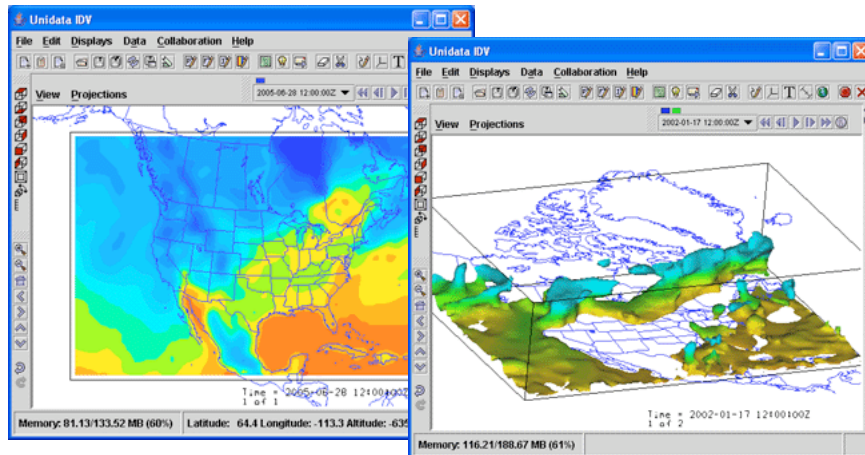 Unidata IDV
File Edit Displays Data Collaboration Help
View Projections
2005-06-28 12:00:00Z
Time = 2005-06-28 12:00:00Z
1 of 1
Memory: 81.13/133.52 MB (60%) Latitude: 64.4 Longitude: -113.3 Altitude: -635
Unidata IDV
File Edit Displays Data Collaboration Help
T
View Projections
2002-01-17 12:00:00Z
Time = 2002-01-17 12:00:00Z
1 of 2
Memory: 116.21/188.67 MB (61%)